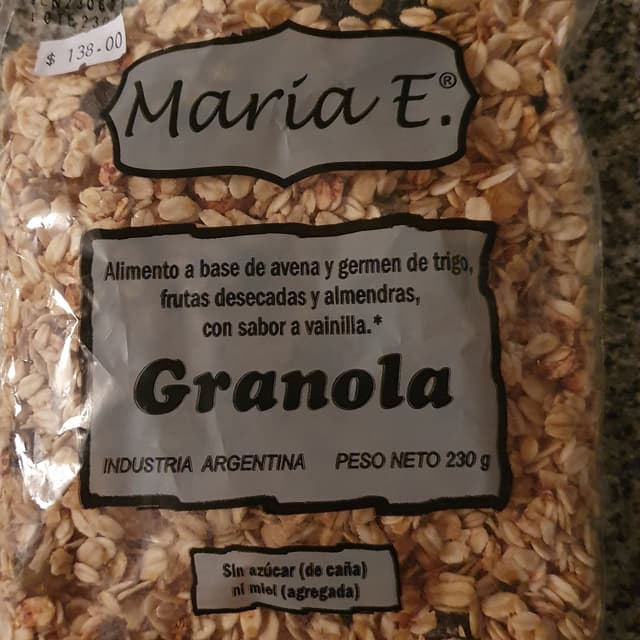 $ 138.00
María E.®
Alimento a base de avena y germen de trigo,
frutas desecadas y almendras,
con sabor a vainilla.*
Granola
INDUSTRIA ARGENTINA PESO NETO 230 g
Sin azúcar (de caña)
ni miel (agregada)